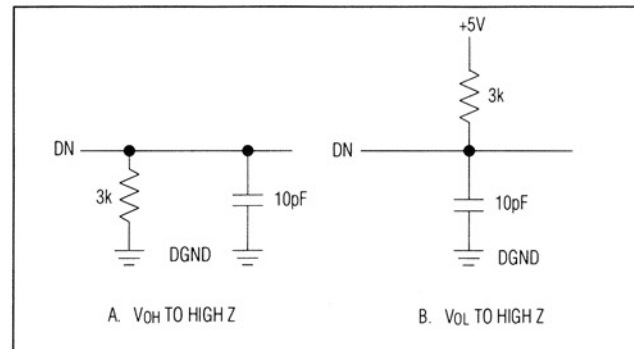 +5V
3k
DN
DN
3k
10pF
10pF
DGND
DGND
A. VOH TO HIGH Z
B. VOL TO HIGH Z